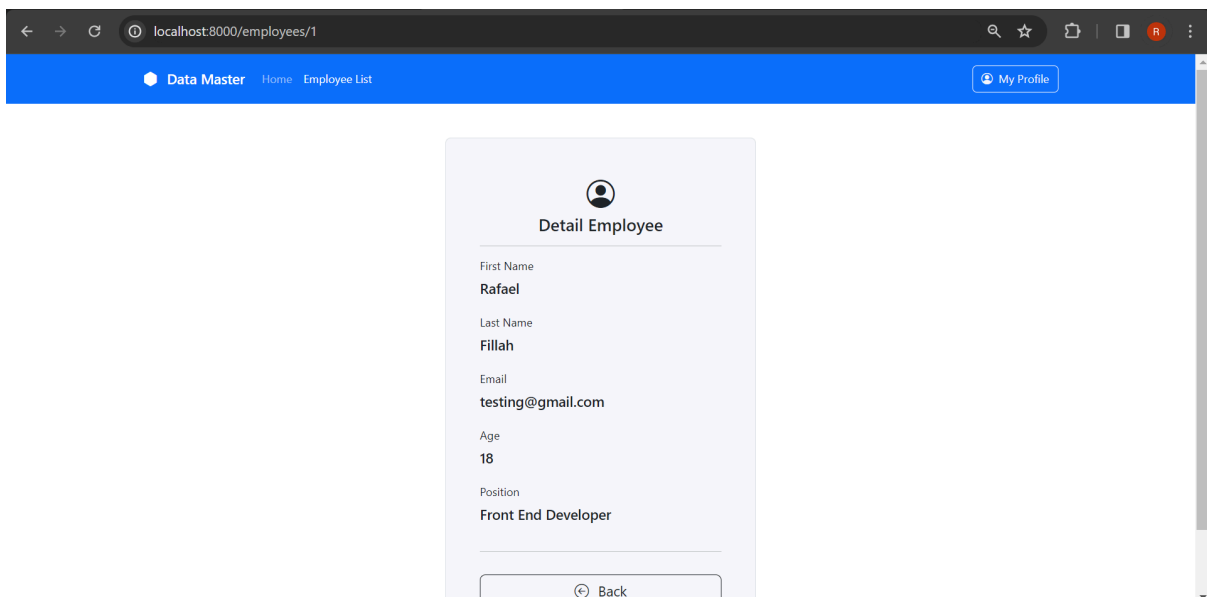 localhost:8000/employees/1
R
Data Master Home Employee List My Profile
Detail Employee
First Name
Rafael
Last Name
Fillah
Email
testing@gmail.com
Age
18
Position
Front End Developer
Back